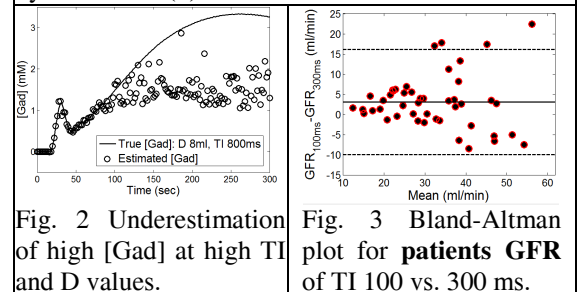 [Gad] (mM)
3
2
1
0
0 50 100 150 200 250 300
Time (sec)
True [Gad]: D 8ml, TI 800ms
Estimated [Gad]
Fig. 2 Underestimation
of high [Gad] at high TI
and D values.
GFR100ms-GFR300ms (ml/min)
25
20
15
10
5
0
-5
-10
-15
10 20 30 40 50 60
Mean (ml/min)
Fig. 3 Bland-Altman
plot for patients GFR
of TI 100 vs. 300 ms.